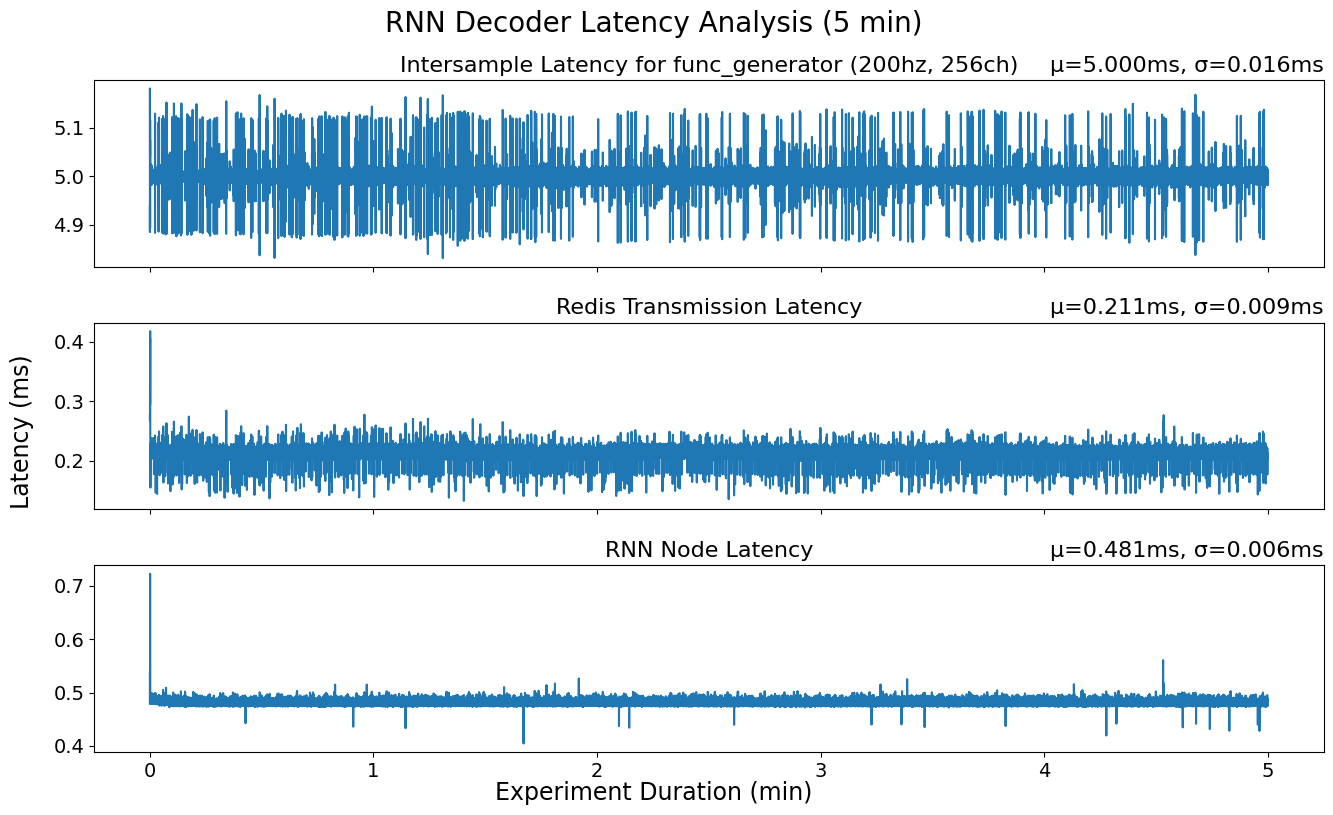 RNN Decoder Latency Analysis (5 min)
Intersample Latency for func_generator (200hz, 256ch) μ=5.000ms, σ=0.016ms
5.1
5.0
4.9
Redis Transmission Latency μ=0.211ms, σ=0.009ms
0.4
0.3
0.2
Latency (ms)
RNN Node Latency μ=0.481ms, σ=0.006ms
0.7
0.6
0.5
0.4
0 1 2 3 4 5
Experiment Duration (min)